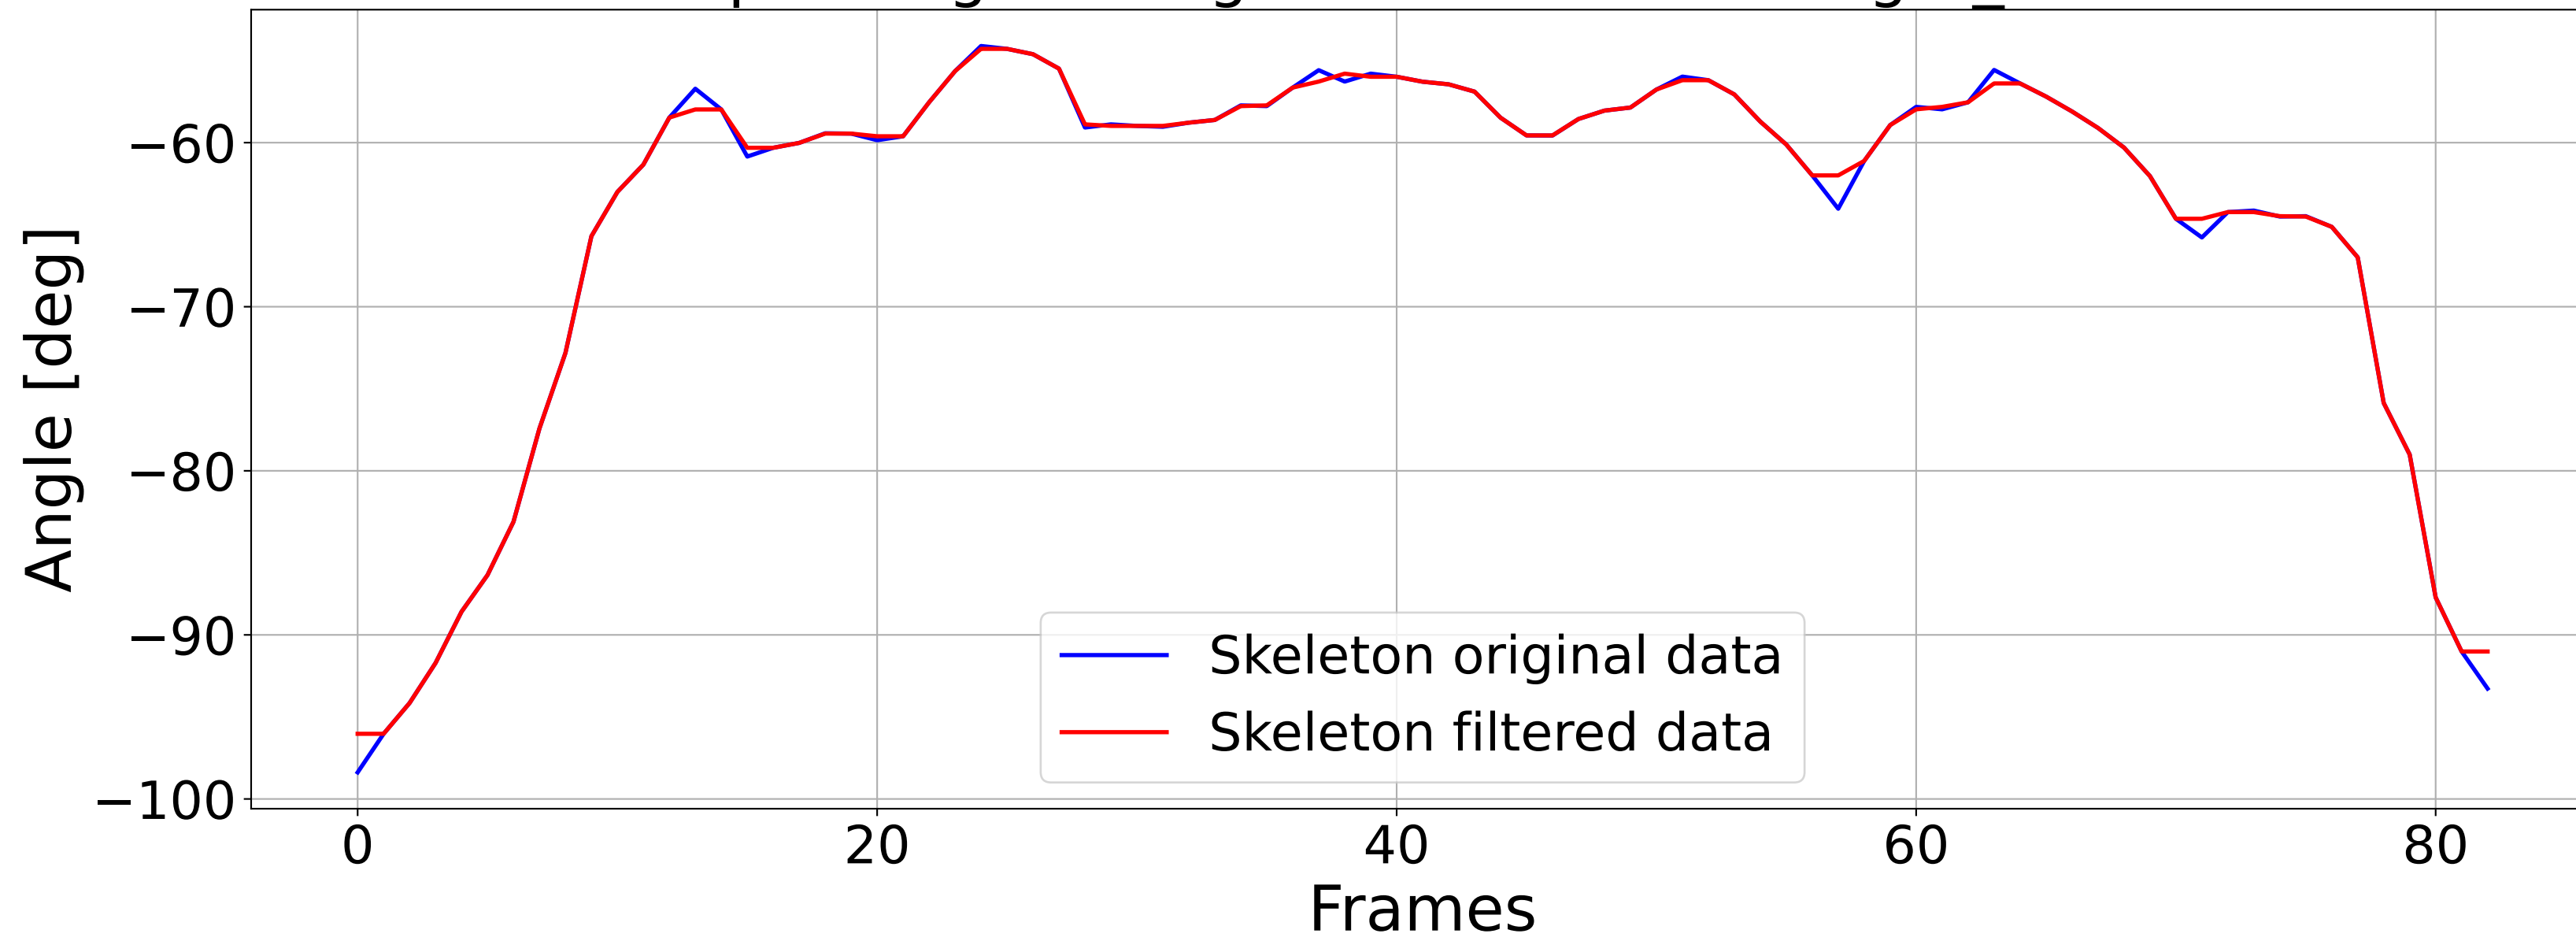 −60
−70
−80
−90
−100
Angle [deg]
Skeleton original data
Skeleton filtered data
0 20 40 60 80
Frames